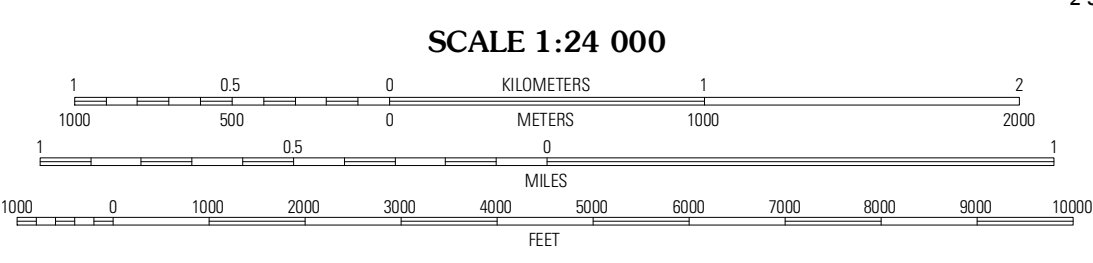 SCALE 1:24 000
1 0.5 0 KILOMETERS 1 2
1000 500 0 METERS 1000 2000
1 0.5 0 1
MILES
1000 0 1000 2000 3000 4000 5000 6000 7000 8000 9000 10000
FEET